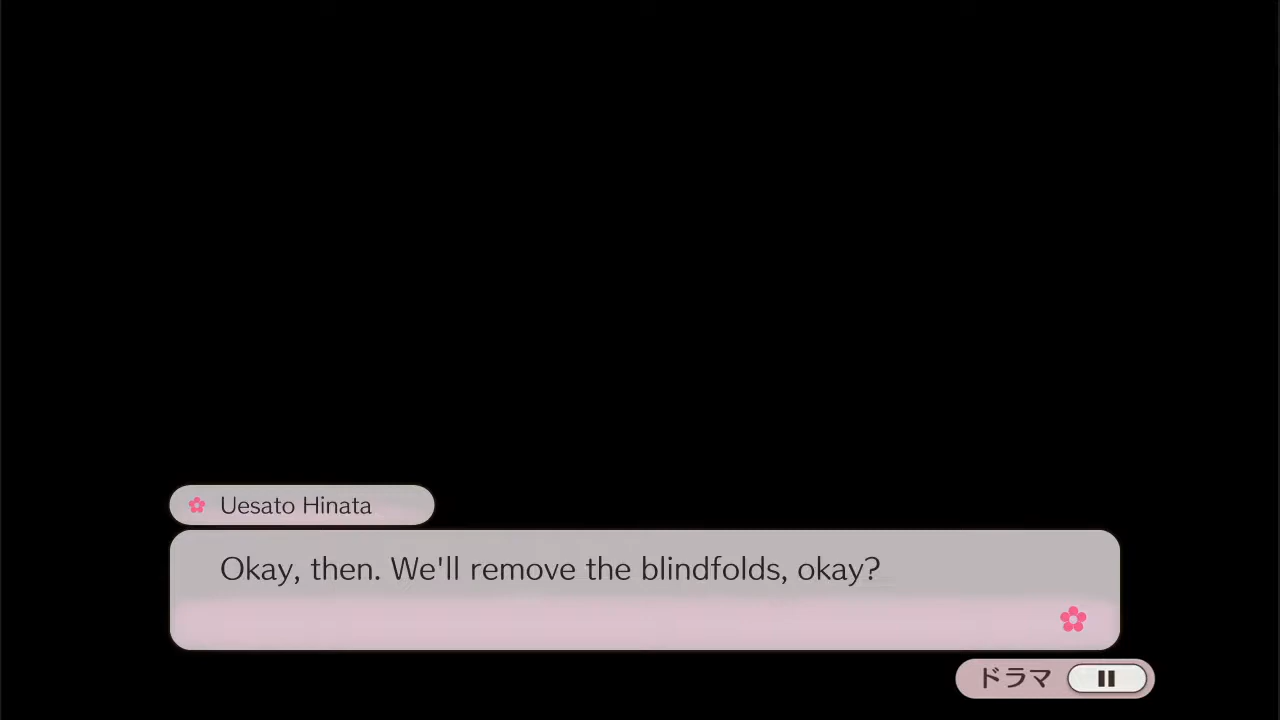 Uesato Hinata
Okay, then. We'll remove the blindfolds, okay?
ドラマ